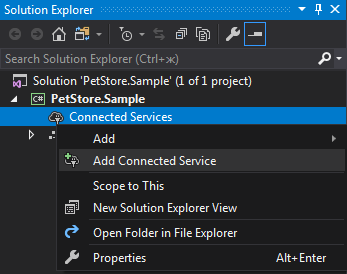 Solution Explorer
Search Solution Explorer (Ctrl+ж)
Solution 'PetStore.Sample' (1 of 1 project)
C# PetStore.Sample
Connected Services
Add
Add Connected Service
Scope to This
New Solution Explorer View
Open Folder in File Explorer
Properties Alt+Enter